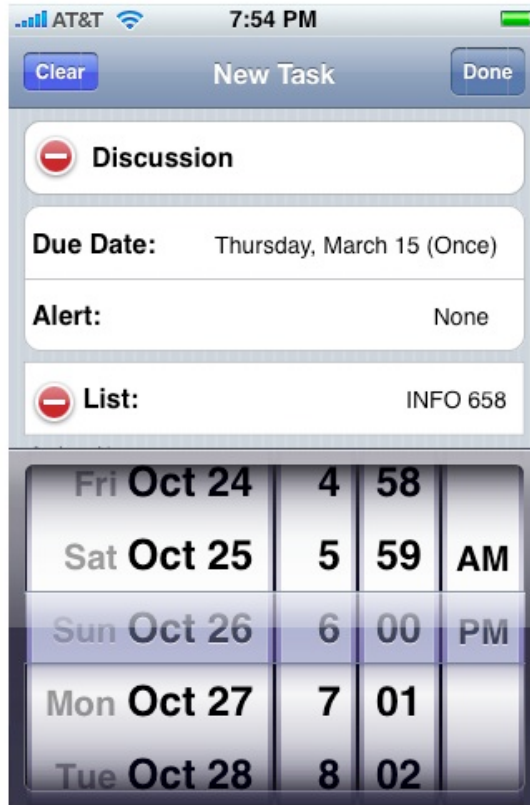 AT&T 7:54 PM
Clear New Task Done
Discussion
Due Date: Thursday, March 15 (Once)
Alert: None
List: INFO 658
Fri Oct 24 4 58
Sat Oct 25 5 59 AM
Sun Oct 26 6 00 PM
Mon Oct 27 7 01
Tue Oct 28 8 02